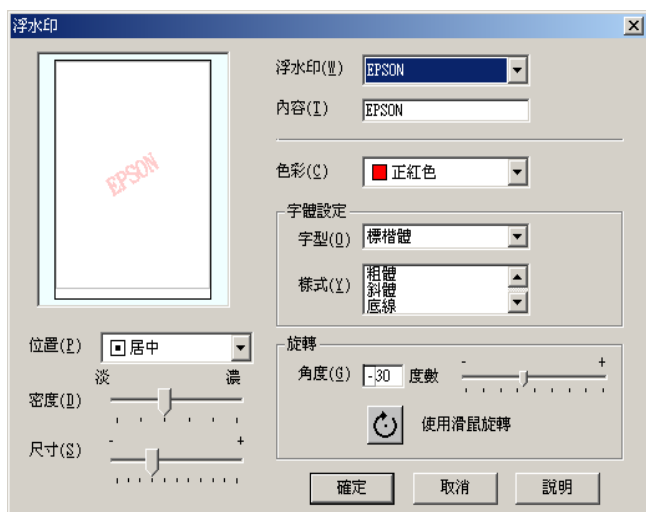 浮水印
EPSON
浮水印(W) EPSON
內容(T) EPSON
色彩(C) 正紅色
字體設定
字型(O) 標楷體
樣式(Y) 粗體
斜體
底線
位置(P) 居中
淡 濃
密度(D)
尺寸(S) - +
旋轉
角度(G) -30 度數 - +
使用滑鼠旋轉
確定 取消 說明